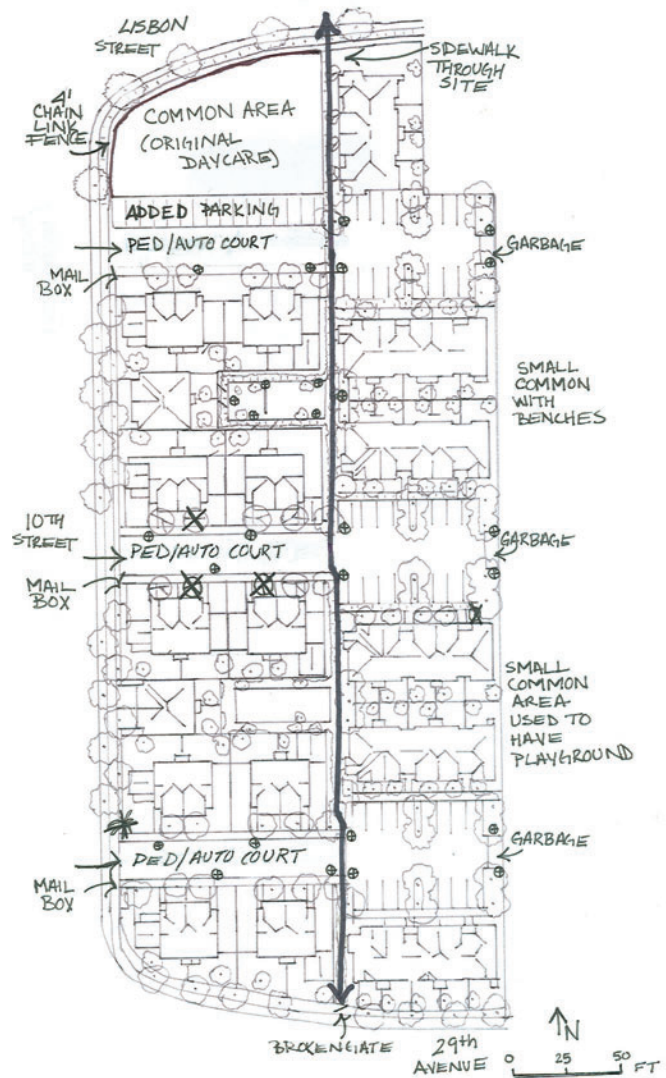 LISBON
STREET
SIDEWALK
THROUGH
SITE
4'
CHAIN
LINK
FENCE
COMMON AREA
(ORIGINAL
DAYCARE)
ADDED PARKING
PED/AUTO COURT
GARBAGE
MAIL
BOX
SMALL
COMMON
WITH
BENCHES
10TH
STREET
PED/AUTO COURT
GARBAGE
MAIL
BOX
SMALL
COMMON
AREA
USED TO
HAVE
PLAYGROUND
PED/AUTO COURT
GARBAGE
MAIL
BOX
BROKENGATE
29th
AVENUE
N
0 25 50 FT